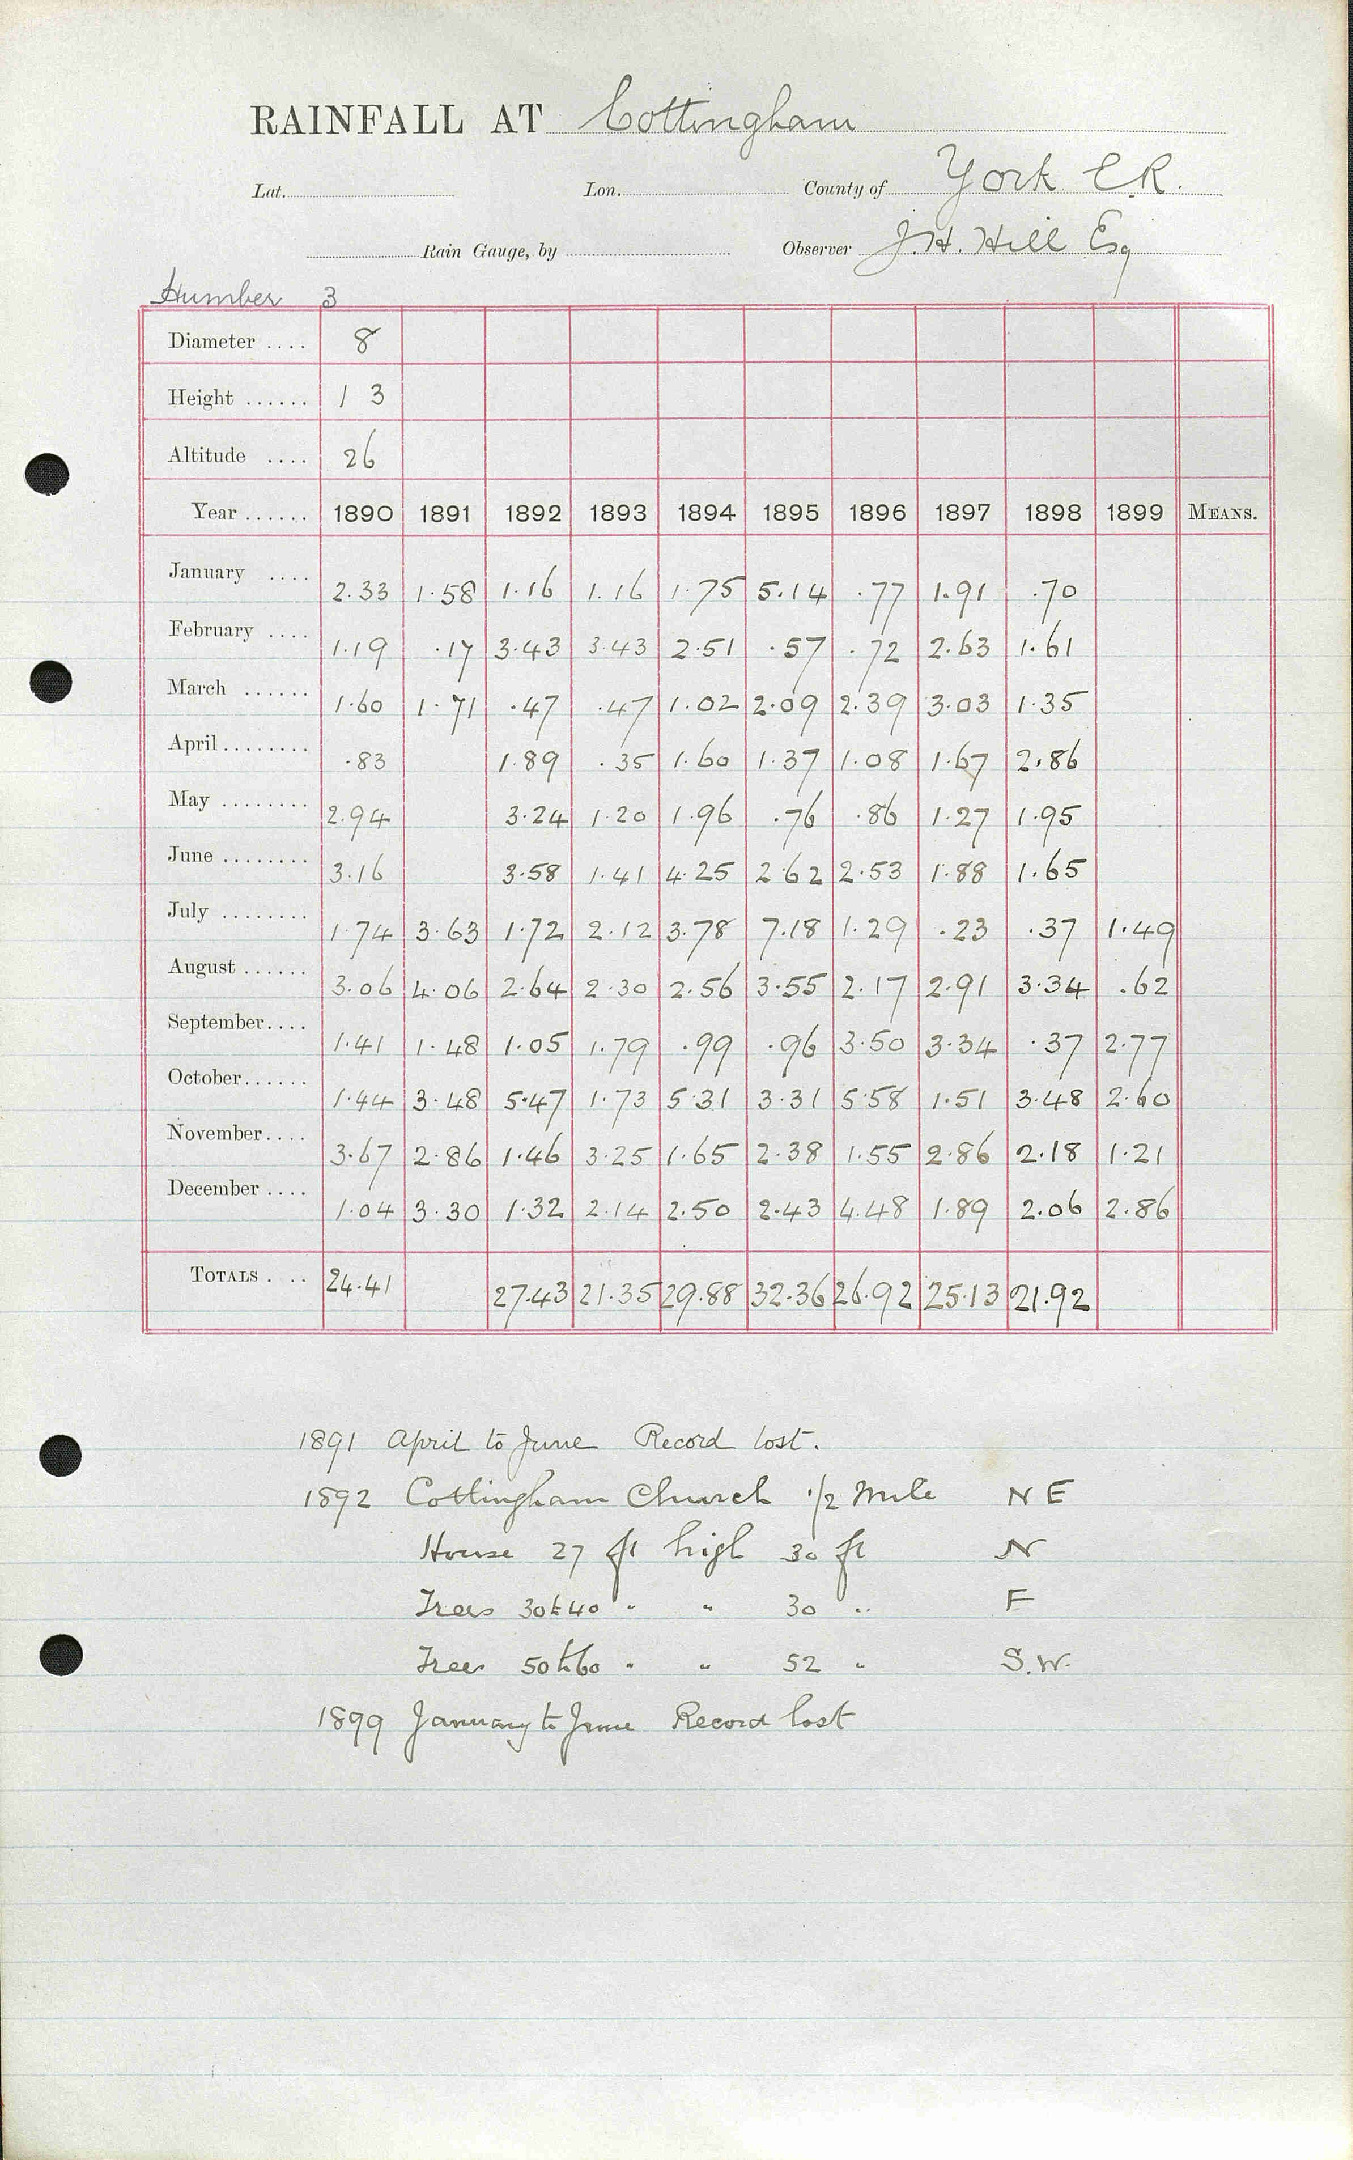 RAINFALL AT Cottingham
Lat. Lon. County of York E.R.
Rain Gauge, by Observer J.H. Hill Esq
Humber 3
Diameter .... 8
Height ...... 1 3
Altitude .... 26
Year ...... 1890 1891 1892 1893 1894 1895 1896 1897 1898 1899 MEANS.
January .... 2.33 1.58 1.16 1.16 1.75 5.14 .77 1.91 .70
February .... 1.19 .17 3.43 3.43 2.51 .57 .72 2.63 1.61
March ...... 1.60 1.71 .47 .47 1.02 2.09 2.39 3.03 1.35
April ........ .83 1.89 .35 1.60 1.37 1.08 1.67 2.86
May ........ 2.94 3.24 1.20 1.96 .76 .86 1.27 1.95
June ........ 3.16 3.58 1.41 4.25 2.62 2.53 1.88 1.65
July ........ 1.74 3.63 1.72 2.12 3.78 7.18 1.29 .23 .37 1.49
August ...... 3.06 4.06 2.64 2.30 2.56 3.55 2.17 2.91 3.34 .62
September .... 1.41 1.48 1.05 1.79 .99 .96 3.50 3.34 .37 2.77
October ...... 1.44 3.48 5.47 1.73 5.31 3.31 5.58 1.51 3.48 2.60
November .... 3.67 2.86 1.46 3.25 1.65 2.38 1.55 2.86 2.18 1.21
December .... 1.04 3.30 1.32 2.14 2.50 2.43 4.48 1.89 2.06 2.86
TOTALS .... 24.41 27.43 21.35 29.88 32.36 26.92 25.13 21.92
1891 April to June Record lost.
1892 Cottingham Church 1/2 Mile N E
House 27 ft high 30 ft N
Trees 30 to 40 " " 30 " E
Trees 50 to 60 " " 52 " S.W.
1899 January to June Record lost